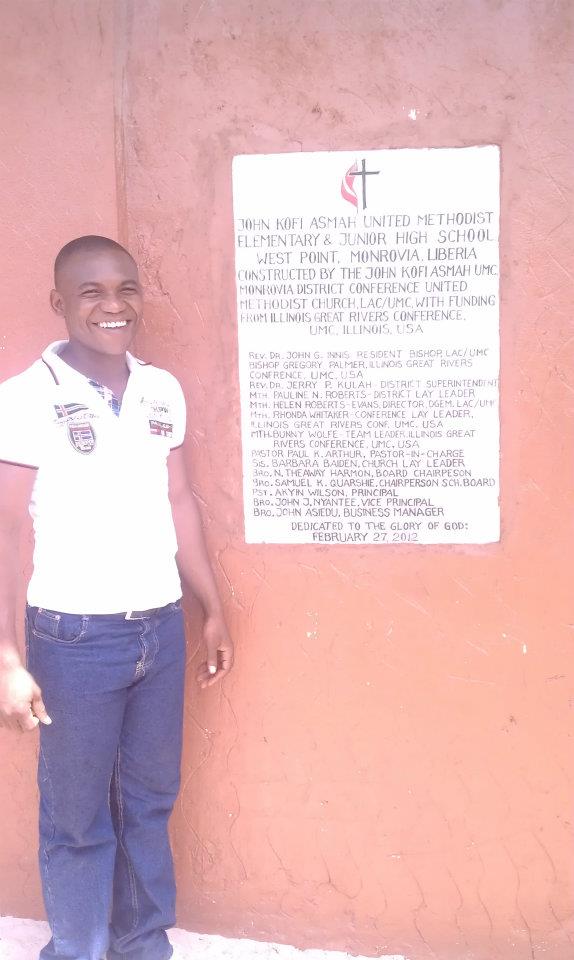 JOHN KOFI ASMAH UNITED METHODIST
ELEMENTARY & JUNIOR HIGH SCHOOL
WEST POINT, MONROVIA, LIBERIA
CONSTRUCTED BY THE JOHN KOFI ASMAH UMC,
MONROVIA DISTRICT CONFERENCE UNITED
METHODIST CHURCH, LAC/UMC, WITH FUNDING
FROM ILLINOIS GREAT RIVERS CONFERENCE,
UMC, ILLINOIS, USA
REV. DR. JOHN G. INNIS: RESIDENT BISHOP, LAC/UMC
BISHOP GREGORY PALMER, ILLINOIS GREAT RIVERS
CONFERENCE, UMC, USA
REV. DR. JERRY P. KULAH - DISTRICT SUPERINTENDENT
MTH. PAULINE N. ROBERTS - DISTRICT LAY LEADER
MTH. HELEN ROBERTS-EVANS, DIRECTOR, DGEM, LAC/UMC
MTH. RHONDA WHITAKER - CONFERENCE LAY LEADER,
ILLINOIS GREAT RIVERS CONF. UMC, USA
MTH. BUNNY WOLFE - TEAM LEADER, ILLINOIS GREAT
RIVERS CONFERENCE, UMC, USA
PASTOR PAUL K. ARTHUR, PASTOR-IN-CHARGE
SIS. BARBARA BAIDEN, CHURCH LAY LEADER
BRO. N. THEAWAY HARMON, BOARD CHAIRPESON
BRO. SAMUEL K. QUARSHIE, CHAIRPERSON SCH. BOARD
PST. AKYIN WILSON, PRINCIPAL
BRO. JOHN J. NYANTEE, VICE PRINCIPAL
BRO. JOHN ASIEDU, BUSINESS MANAGER
DEDICATED TO THE GLORY OF GOD:
FEBRUARY 27, 2012